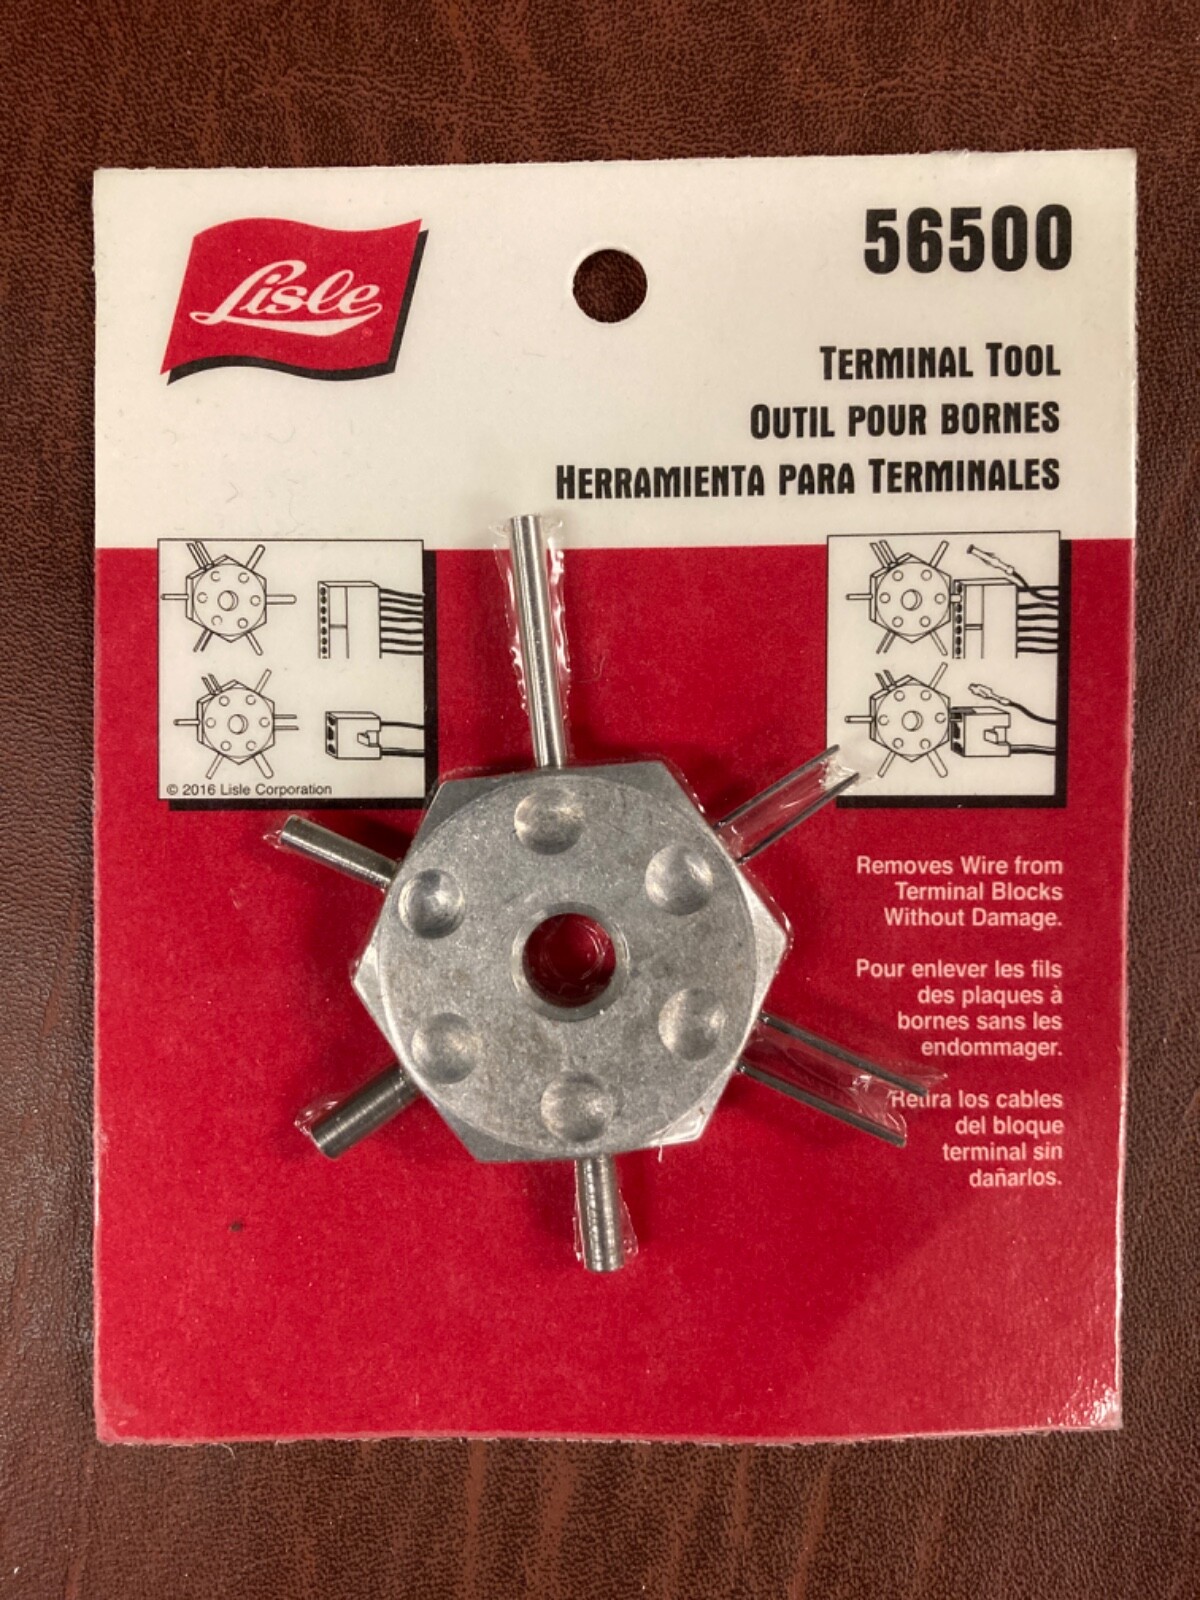 Lisle
56500
TERMINAL TOOL
OUTIL POUR BORNES
HERRAMIENTA PARA TERMINALES
© 2016 Lisle Corporation
Removes Wire from
Terminal Blocks
Without Damage.
Pour enlever les fils
des plaques à
bornes sans les
endommager.
Retira los cables
del bloque
terminal sin
dañarlos.